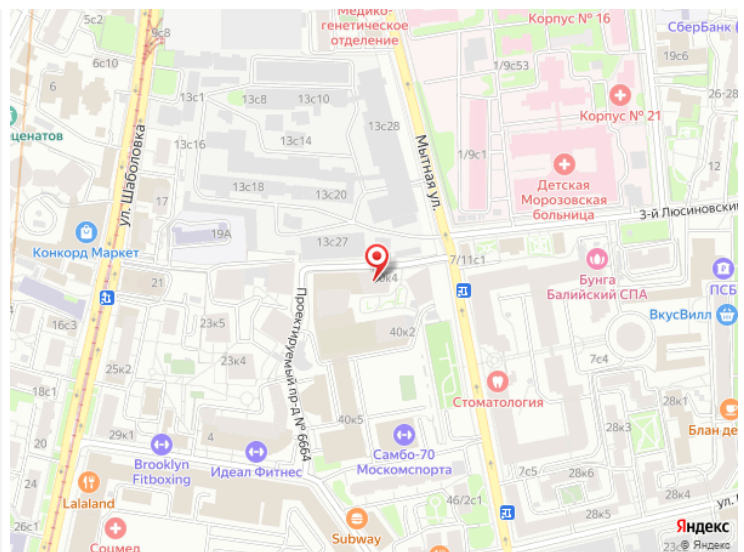 9с8
Медико-
генетическое
отделение
Корпус № 16
СберБанк
6с10
1/9с53
19с6
26-28
6
13с1
13с8
13с10
Корпус № 21
еценатов
13с28
13с14
13с16
ул. Шаболовка
Мытная ул.
1/9с1
12
Детская
Морозовская
больница
13с18
13с20
17
3-й Люсиновский
19А
13с27
Конкорд Маркет
7/11с1
Бунга
Балийский СПА
ПСБ
21
к4
Проектируемый пр-д № 6664
16с3
23к5
40к2
ВкусВилл
23к4
7с4
25к2
18с1
Стоматология
28к1
40к5
28к3
Блан де
29к1
4
24
Самбо-70
Москомспорта
Brooklyn
Fitboxing
Идеал Фитнес
7с5
28к6
28к2
Lalaland
46/2с1
28к4
ул.
26с1
Subway
28к5
Яндекс
Соцмед
© Яндекс